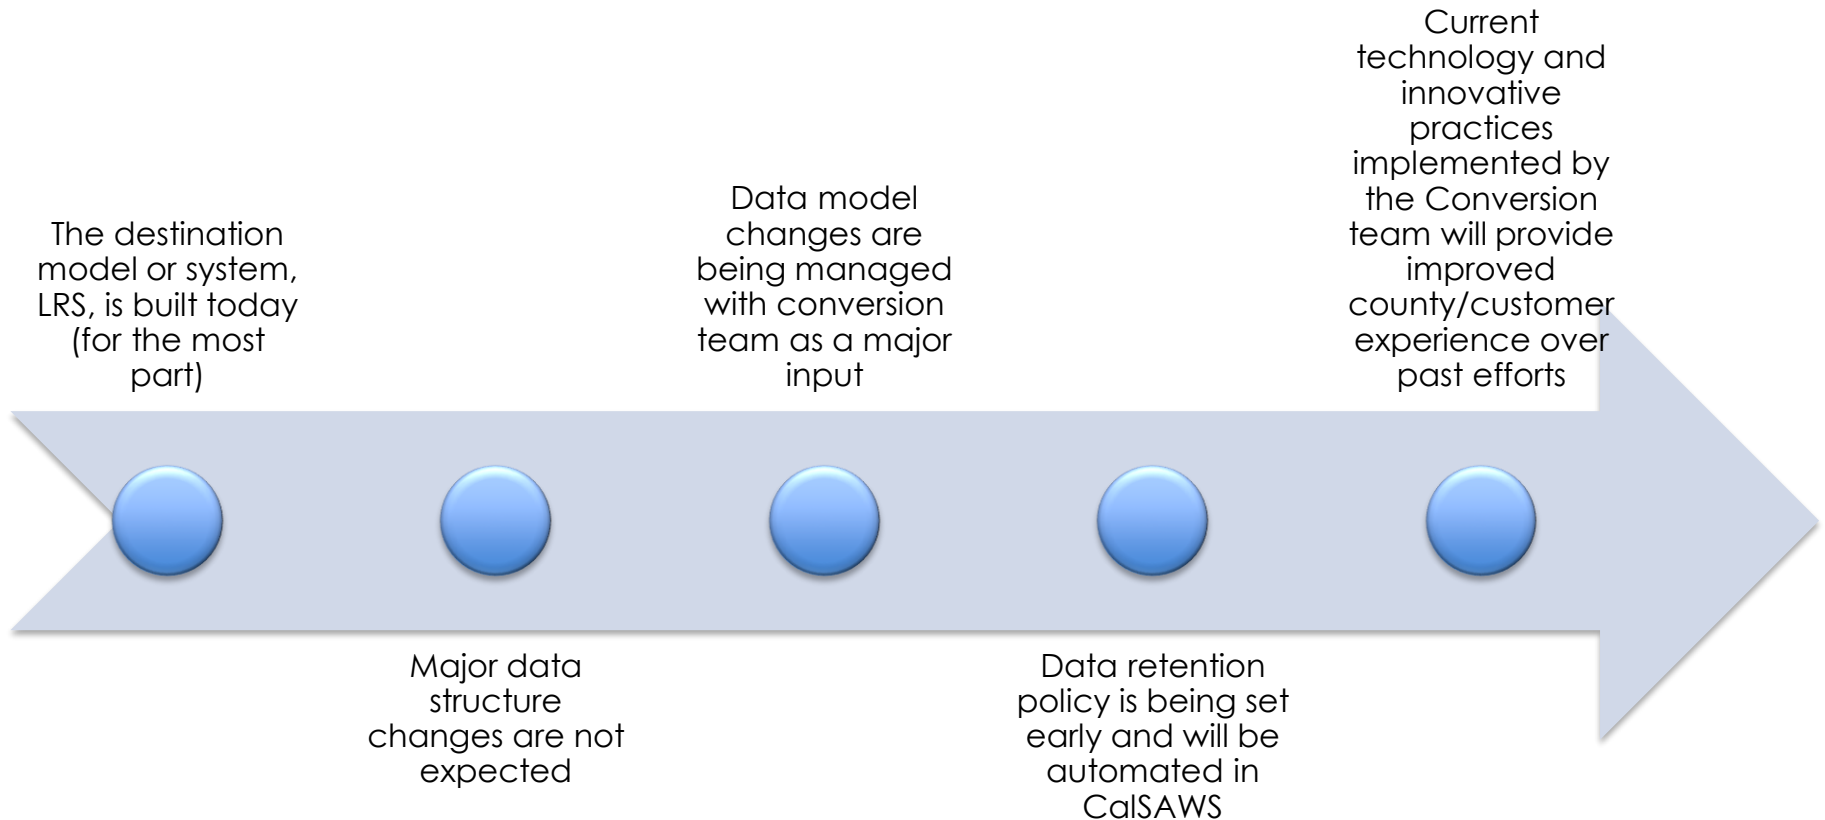 The destination
model or system,
LRS, is built today
(for the most
part)
Major data
structure
changes are not
expected
Data model
changes are
being managed
with conversion
team as a major
input
Data retention
policy is being set
early and will be
automated in
CalSAWS
Current
technology and
innovative
practices
implemented by
the Conversion
team will provide
improved
county/customer
experience over
past efforts